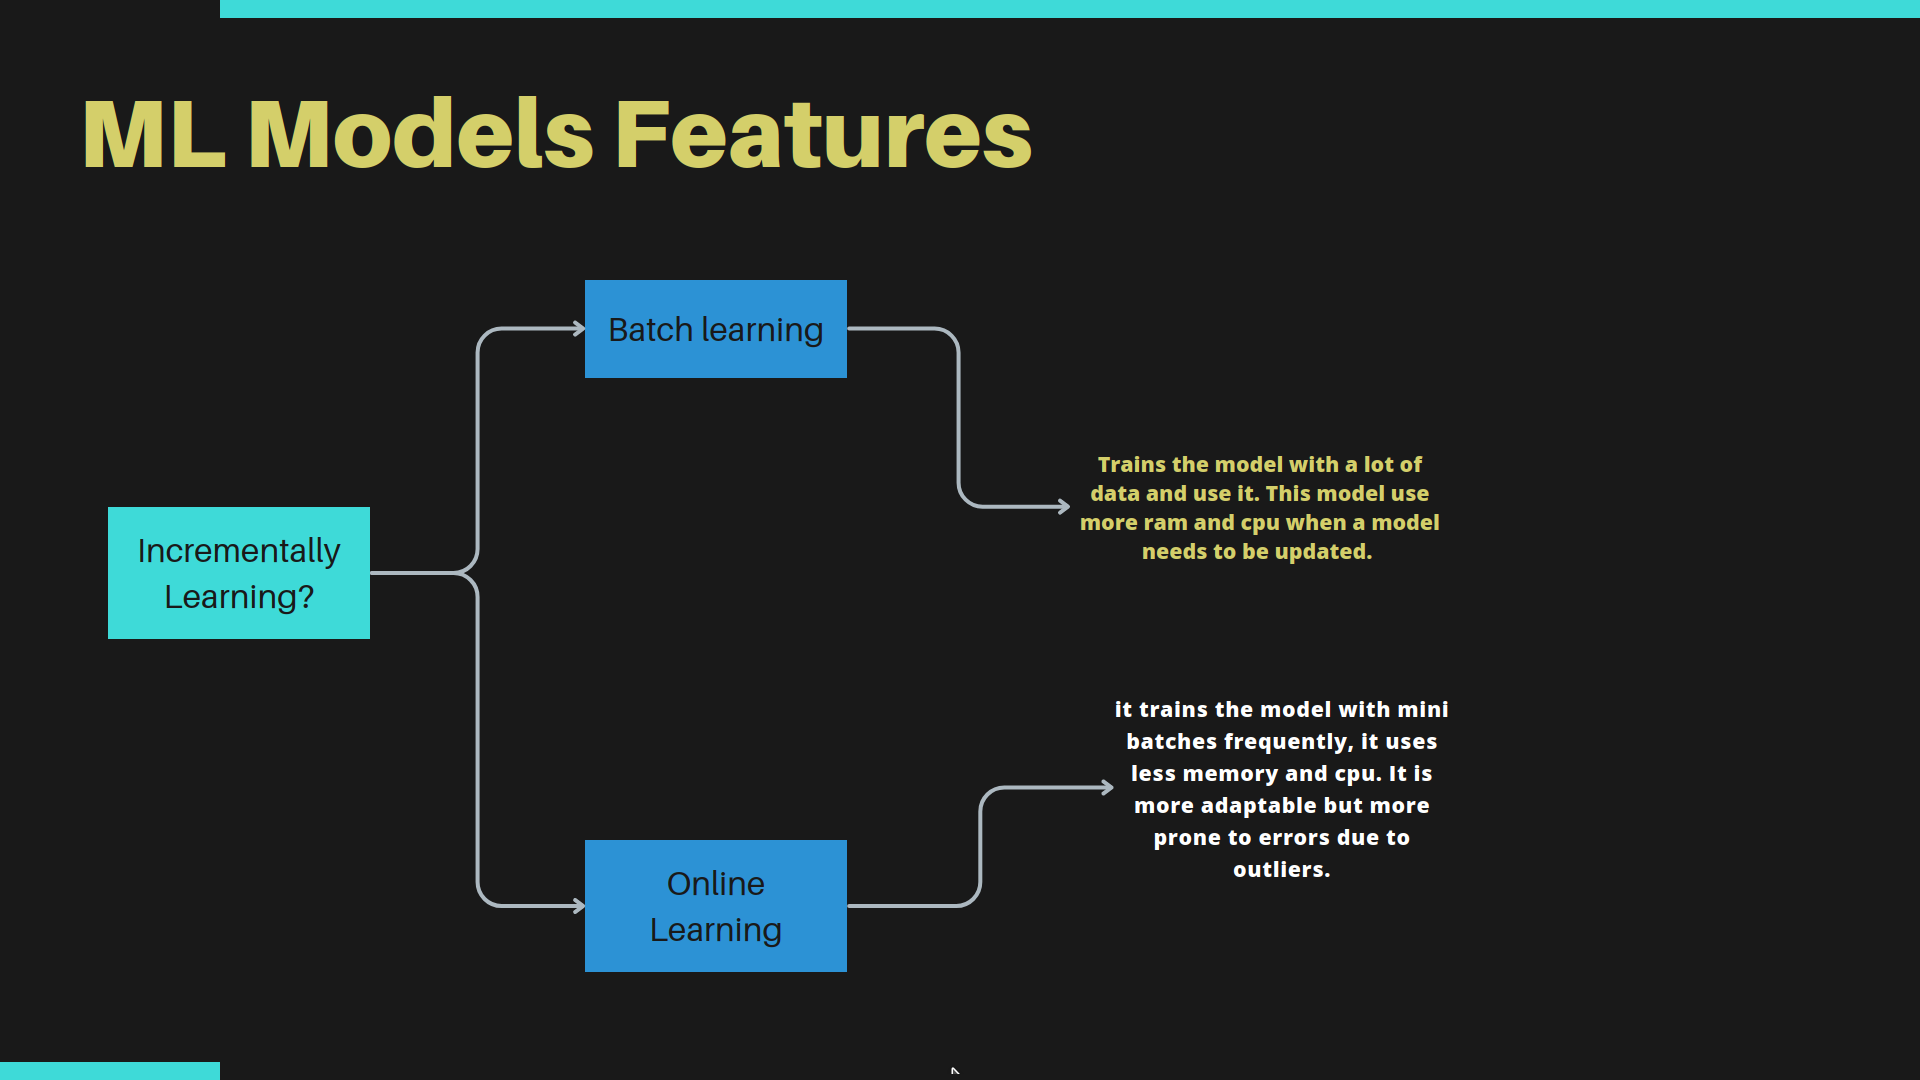 ML Models Features
Batch learning
Trains the model with a lot of
data and use it. This model use
more ram and cpu when a model
needs to be updated.
Incrementally
Learning?
it trains the model with mini
batches frequently, it uses
less memory and cpu. It is
more adaptable but more
prone to errors due to
outliers.
Online
Learning